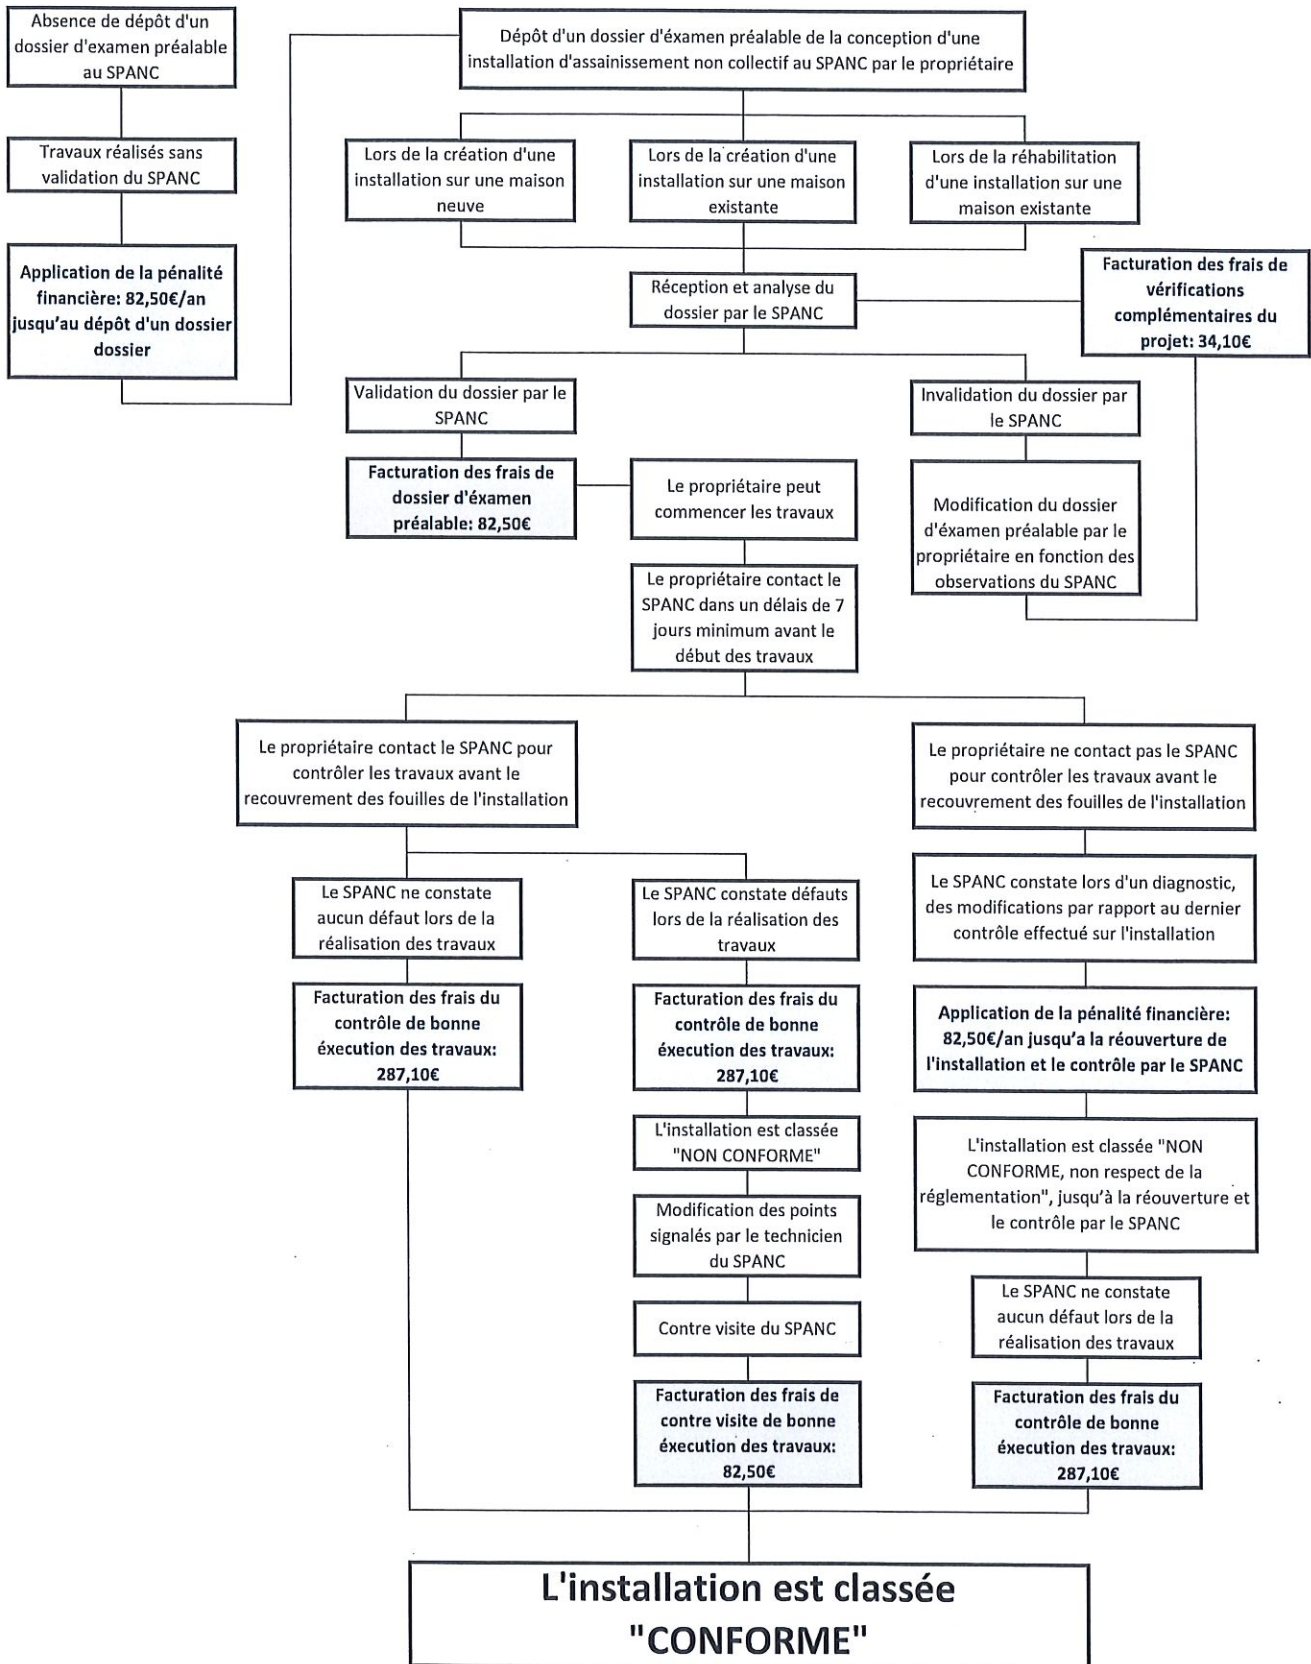 Absence de dépôt d'un
dossier d'examen préalable
au SPANC
Travaux réalisés sans
validation du SPANC
Application de la pénalité
financière: 82,50€/an
jusqu'au dépôt d'un dossier
dossier
Dépôt d'un dossier d'éxamen préalable de la conception d'une
installation d'assainissement non collectif au SPANC par le propriétaire
Lors de la création d'une
installation sur une maison
neuve
Lors de la création d'une
installation sur une maison
existante
Lors de la réhabilitation
d'une installation sur une
maison existante
Réception et analyse du
dossier par le SPANC
Facturation des frais de
vérifications
complémentaires du
projet: 34,10€
Validation du dossier par le
SPANC
Invalidation du dossier par
le SPANC
Facturation des frais de
dossier d'éxamen
préalable: 82,50€
Le propriétaire peut
commencer les travaux
Modification du dossier
d'éxamen préalable par le
propriétaire en fonction des
observations du SPANC
Le propriétaire contact le
SPANC dans un délais de 7
jours minimum avant le
début des travaux
Le propriétaire contact le SPANC pour
contrôler les travaux avant le
recouvrement des fouilles de l'installation
Le propriétaire ne contact pas le SPANC
pour contrôler les travaux avant le
recouvrement des fouilles de l'installation
Le SPANC ne constate
aucun défaut lors de la
réalisation des travaux
Le SPANC constate défauts
lors de la réalisation des
travaux
Le SPANC constate lors d'un diagnostic,
des modifications par rapport au dernier
contrôle effectué sur l'installation
Facturation des frais du
contrôle de bonne
éxecution des travaux:
287,10€
Facturation des frais du
contrôle de bonne
éxecution des travaux:
287,10€
Application de la pénalité financière:
82,50€/an jusqu'a la réouverture de
l'installation et le contrôle par le SPANC
L'installation est classée
"NON CONFORME"
L'installation est classée "NON
CONFORME, non respect de la
réglementation", jusqu'à la réouverture et
le contrôle par le SPANC
Modification des points
signalés par le technicien
du SPANC
Contre visite du SPANC
Le SPANC ne constate
aucun défaut lors de la
réalisation des travaux
Facturation des frais de
contre visite de bonne
éxecution des travaux:
82,50€
Facturation des frais du
contrôle de bonne
éxecution des travaux:
287,10€
L'installation est classée
"CONFORME"